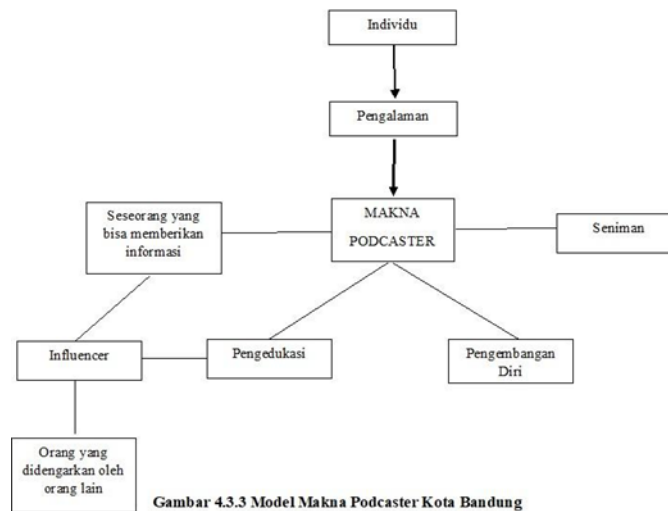 Individu
Pengalaman
MAKNA
PODCASTER
Seseorang yang
bisa memberikan
informasi
Seniman
Influencer
Pengedukasi
Pengembangan
Diri
Orang yang
didengarkan oleh
orang lain
Gambar 4.3.3 Model Makna Podcaster Kota Bandung